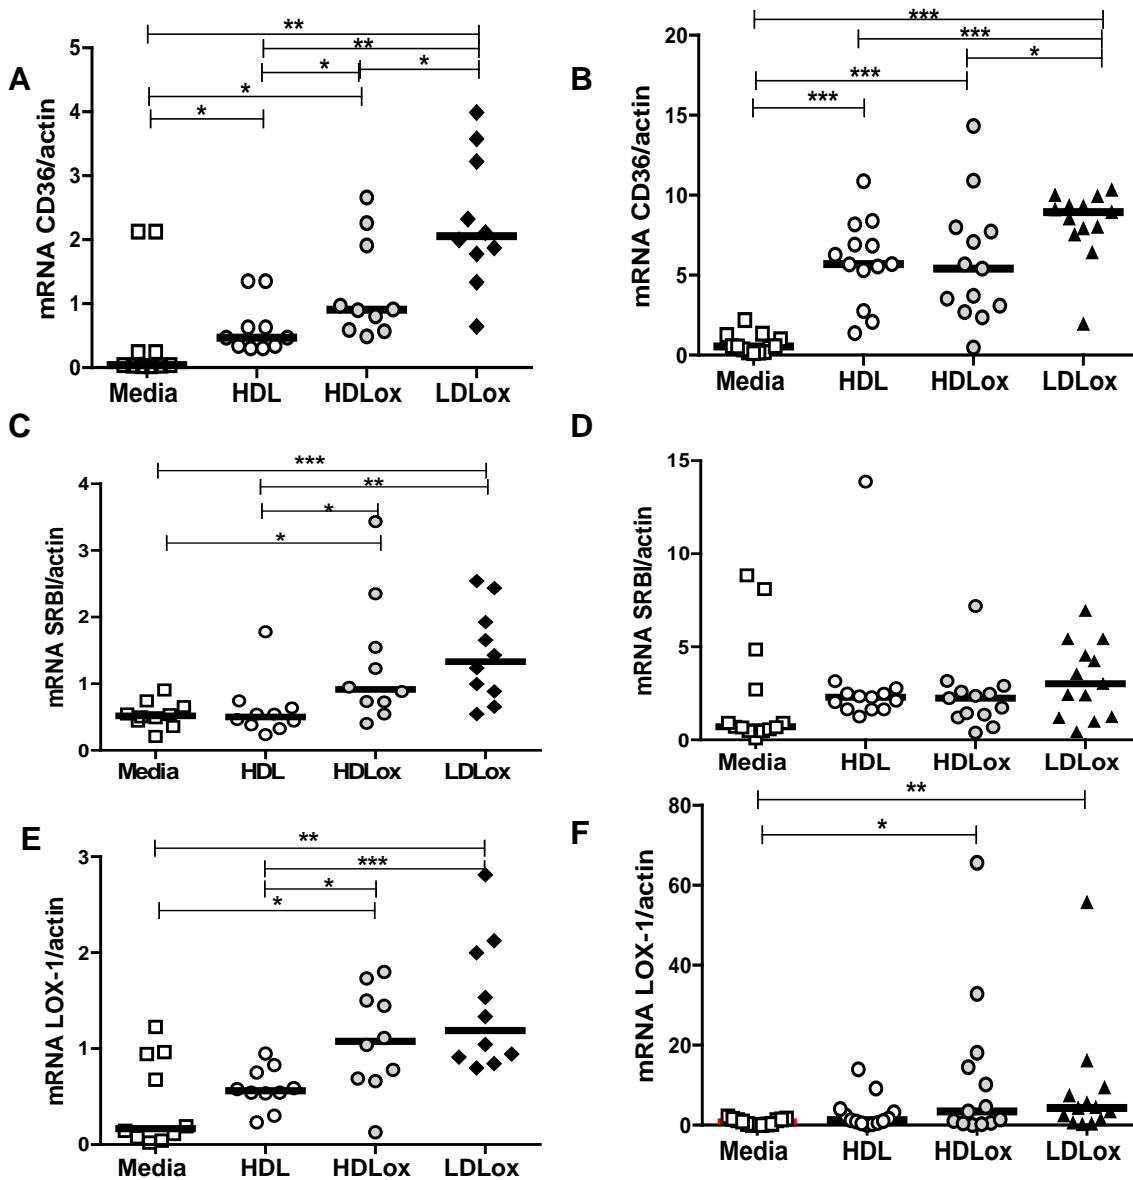 A
mRNA CD36/actin
5
4
3
2
1
0
**
**
*
*
*
*
Media HDL HDLox LDLox
B
mRNA CD36/actin
20
15
10
5
0
***
***
*
***
***
Media HDL HDLox LDLox
C
mRNA SRBI/actin
4
3
2
1
0
***
**
*
*
Media HDL HDLox LDLox
D
mRNA SRBI/actin
15
10
5
0
Media HDL HDLox LDLox
E
mRNA LOX-1/actin
3
2
1
0
**
***
*
*
Media HDL HDLox LDLox
F
mRNA LOX-1/actin
80
60
40
20
0
**
*
Media HDL HDLox LDLox